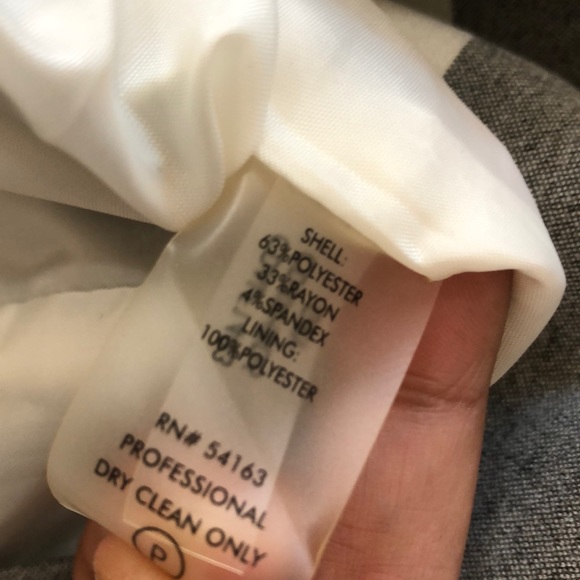 SHELL:
63%POLYESTER
33%RAYON
4%SPANDEX
LINING:
100%POLYESTER
RN# 54163
PROFESSIONAL
DRY CLEAN ONLY
P